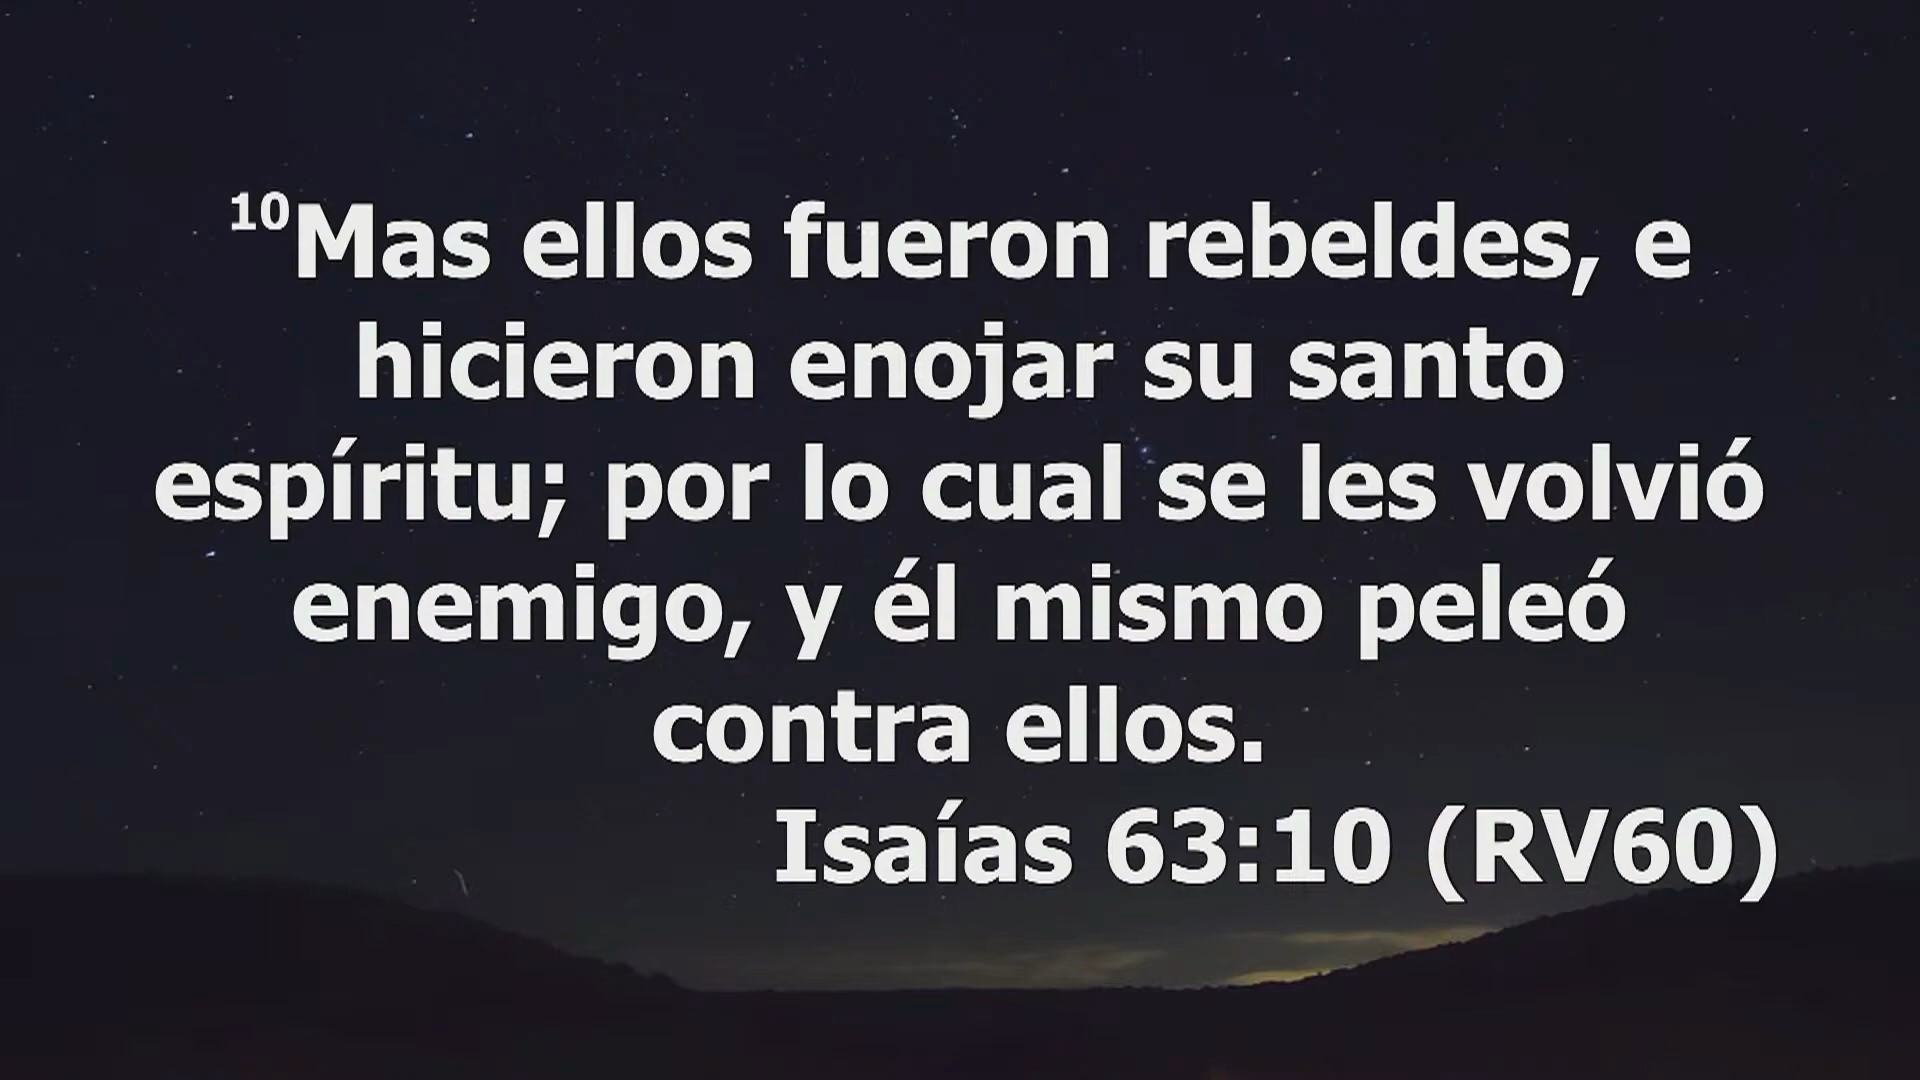 10Mas ellos fueron rebeldes, e
hicieron enojar su santo
espíritu; por lo cual se les volvió
enemigo, y él mismo peleó
contra ellos.
Isaías 63:10 (RV60)